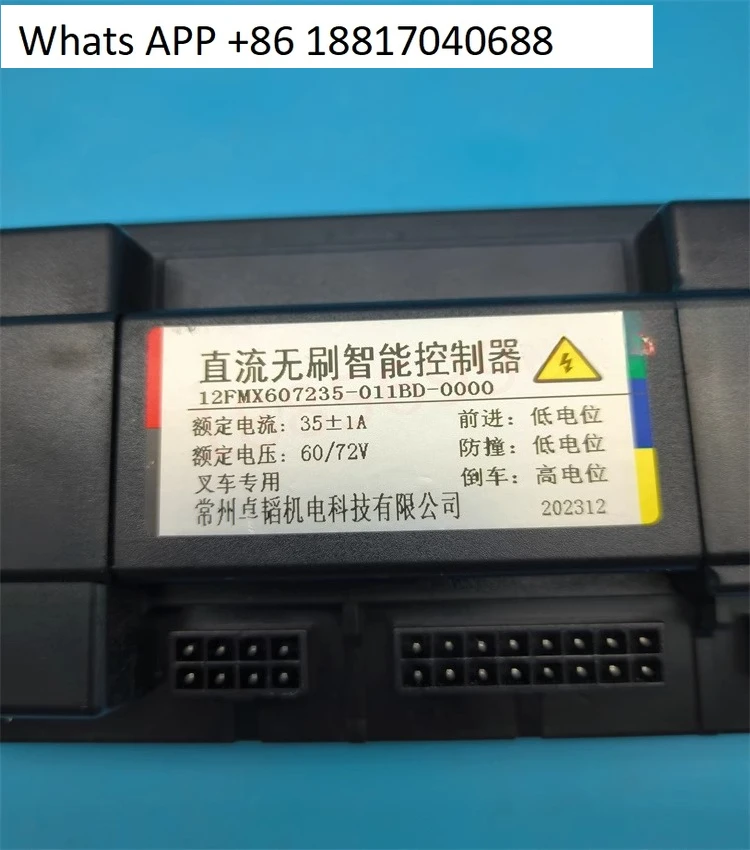 Whats APP +86 18817040688
直流无刷智能控制器
12FMX607235-011BD-0000
额定电流: 35±1A 前进: 低电位
额定电压: 60/72V 防撞: 低电位
叉车专用 倒车: 高电位
常州卓韬机电科技有限公司 202312